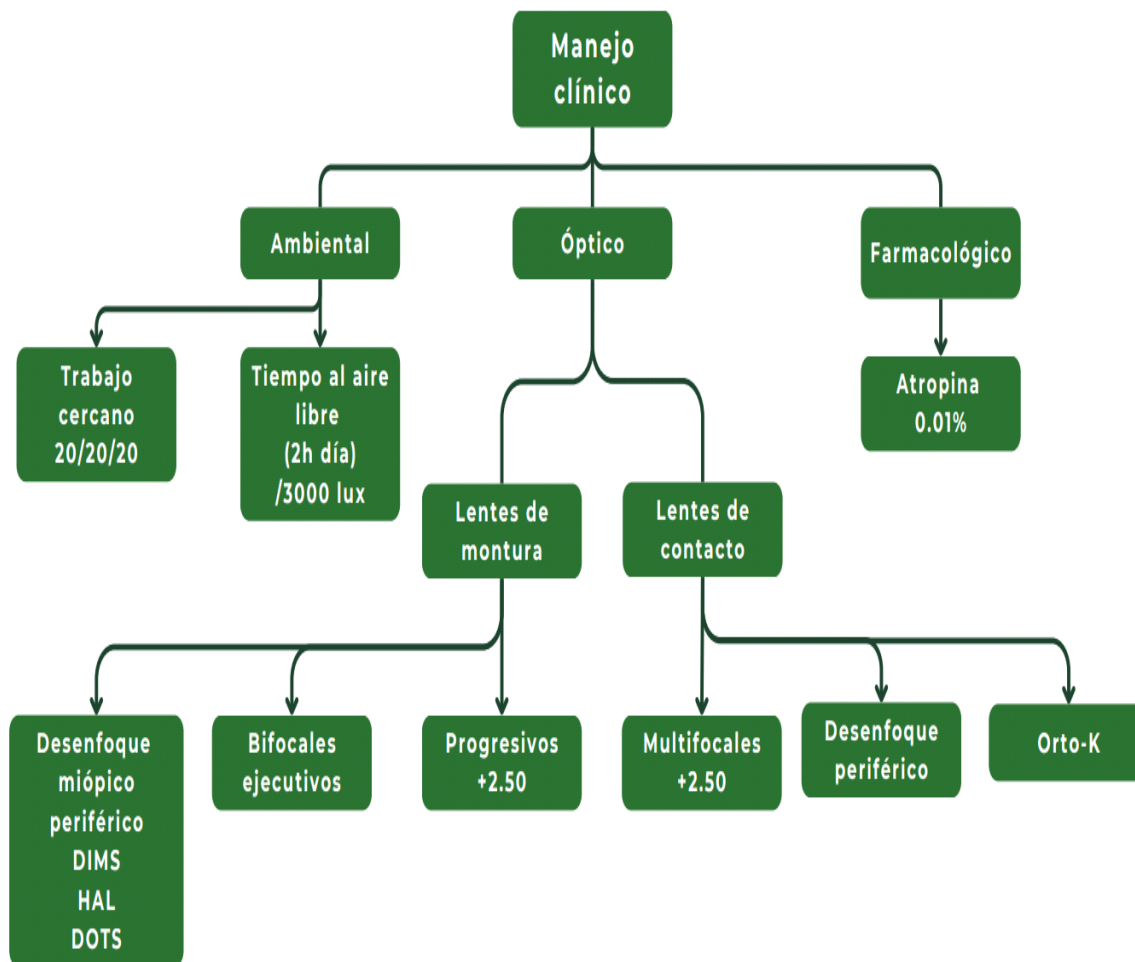 Manejo
clínico
Ambiental
Óptico
Farmacológico
Trabajo
cercano
20/20/20
Tiempo al aire
libre
(2h día)
/3000 lux
Atropina
0.01%
Lentes de
montura
Lentes de
contacto
Desenfoque
miópico
periférico
DIMS
HAL
DOTS
Bifocales
ejecutivos
Progresivos
+2.50
Multifocales
+2.50
Desenfoque
periférico
Orto-K